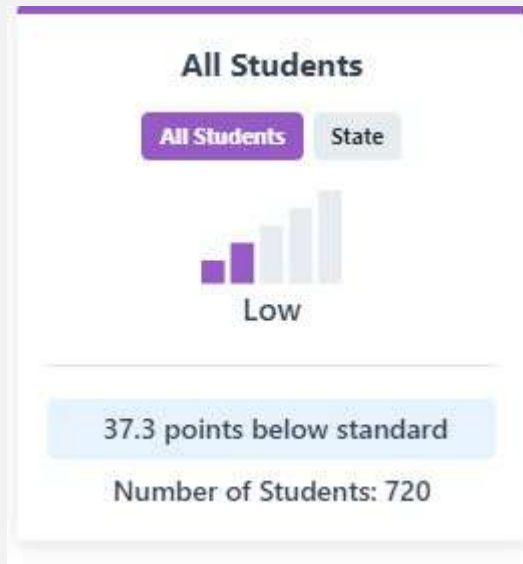 All Students
All Students State
Low
37.3 points below standard
Number of Students: 720